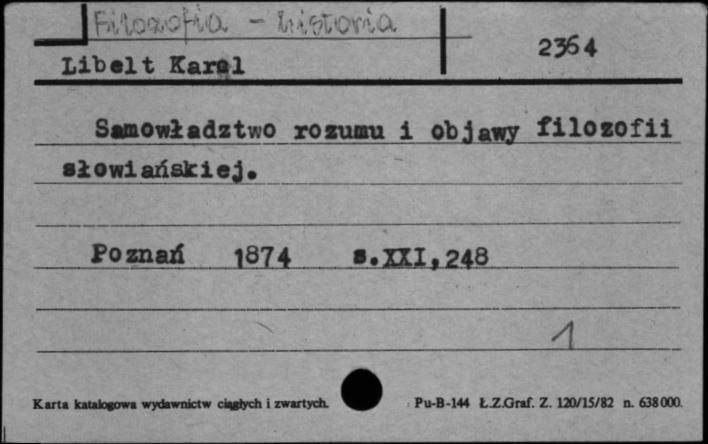 Filozofia - historia
2364
Libelt Karol
Samowładztwo rozumu i objawy filozofii
słowiańskiej.
Poznań 1874 s.XXI,248
1
Karta katalogowa wydawnictw ciągłych i zwartych. Pu-B-144 Ł.Z.Graf. Z. 120/15/82 n. 638000.